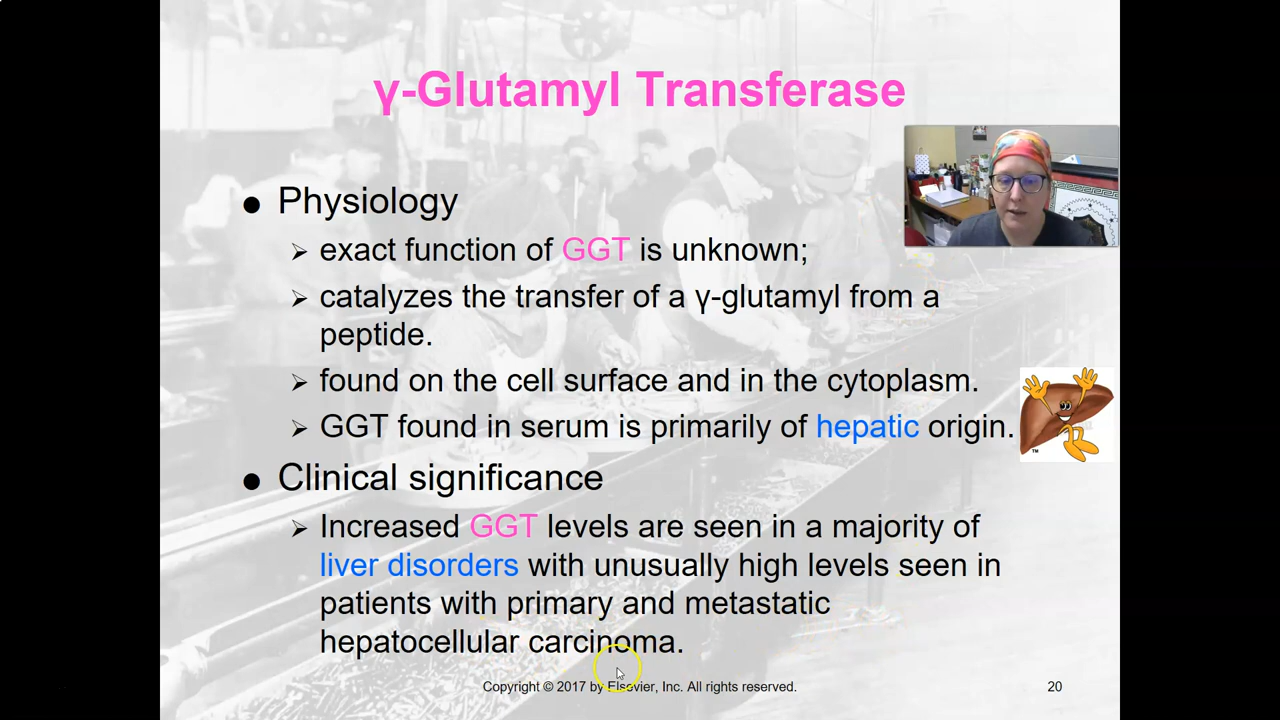 γ-Glutamyl Transferase
● Physiology
➢ exact function of GGT is unknown;
➢ catalyzes the transfer of a γ-glutamyl from a
peptide.
➢ found on the cell surface and in the cytoplasm.
➢ GGT found in serum is primarily of hepatic origin.
TM
● Clinical significance
➢ Increased GGT levels are seen in a majority of
liver disorders with unusually high levels seen in
patients with primary and metastatic
hepatocellular carcinoma.
Copyright © 2017 by Elsevier, Inc. All rights reserved.
20